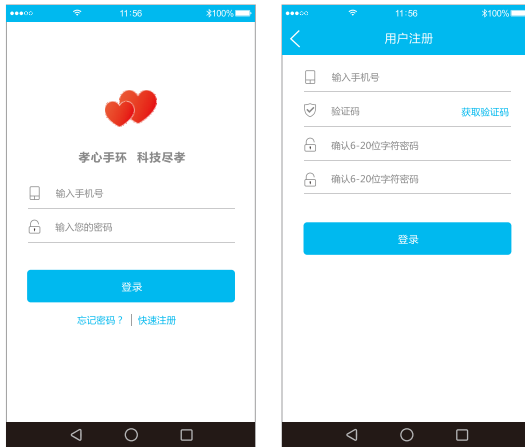 11:56
100%
孝心手环 科技尽孝
输入手机号
输入您的密码
登录
忘记密码？ 快速注册
11:56
100%
用户注册
输入手机号
验证码 获取验证码
确认6-20位字符密码
确认6-20位字符密码
登录